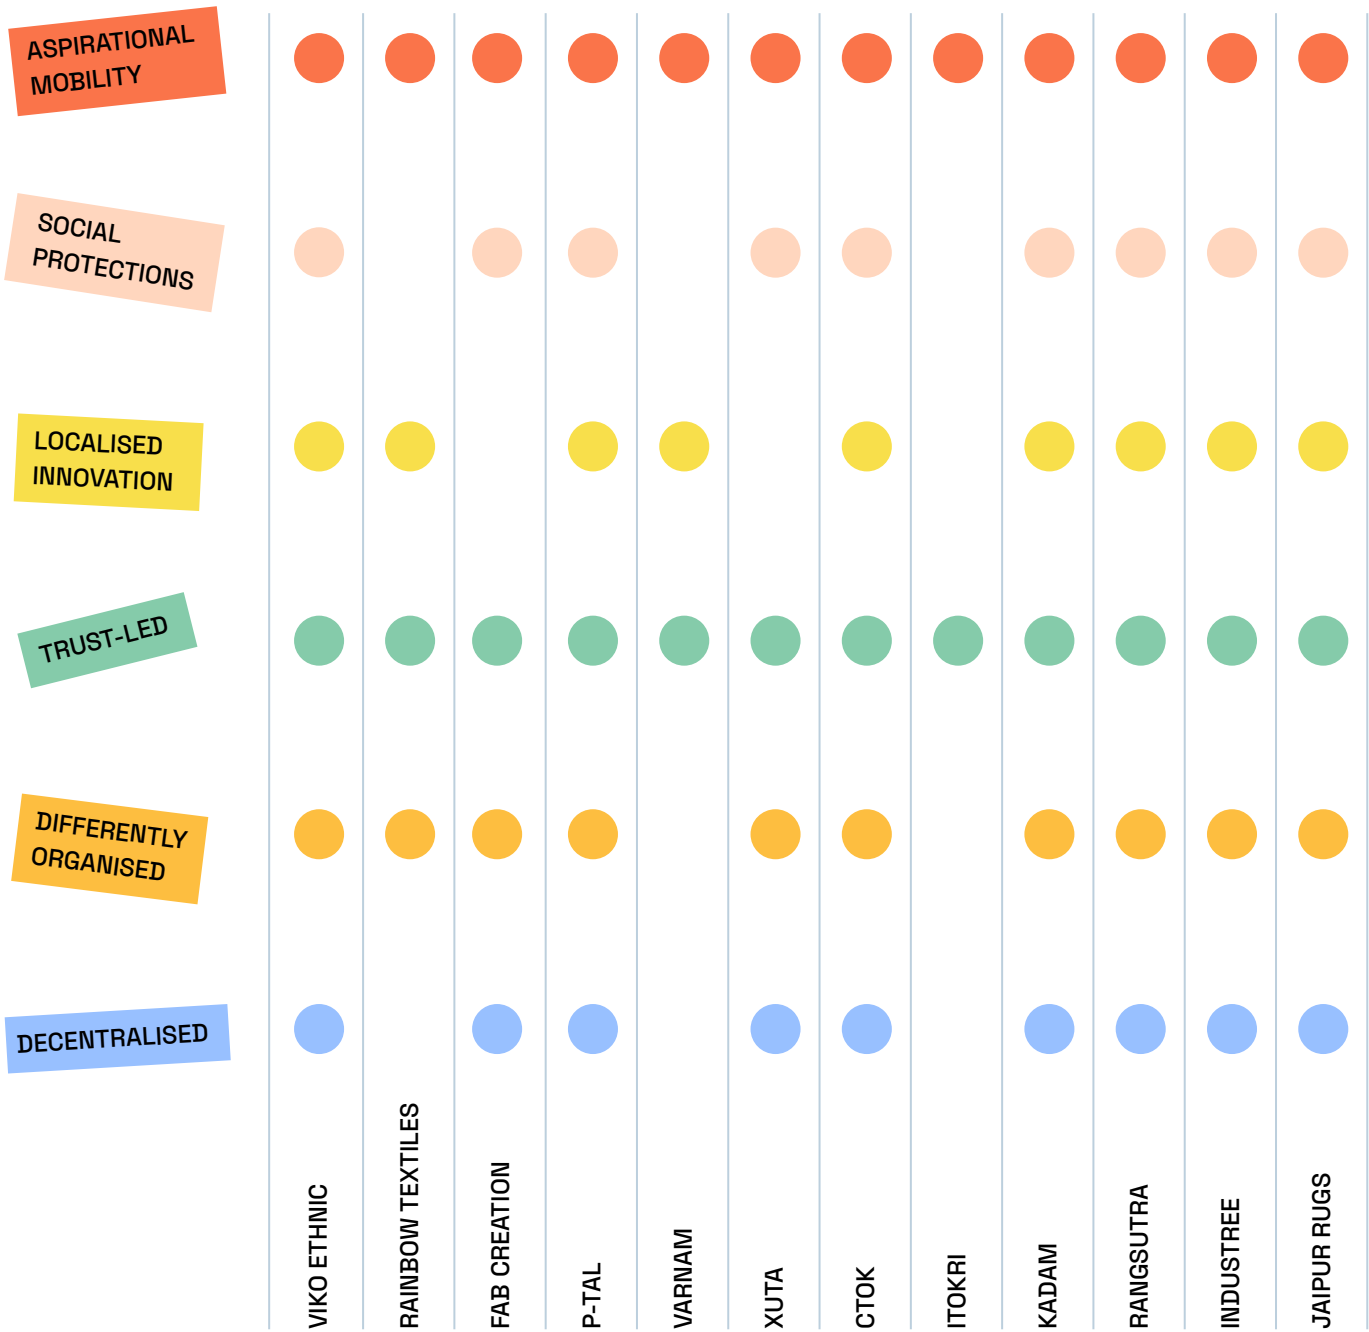 ASPIRATIONAL
MOBILITY
SOCIAL
PROTECTIONS
LOCALISED
INNOVATION
TRUST-LED
DIFFERENTLY
ORGANISED
DECENTRALISED
VIKO ETHNIC
RAINBOW TEXTILES
FAB CREATION
P-TAL
VARNAM
XUTA
CTOK
ITOKRI
KADAM
RANGSUTRA
INDUSTREE
JAIPUR RUGS